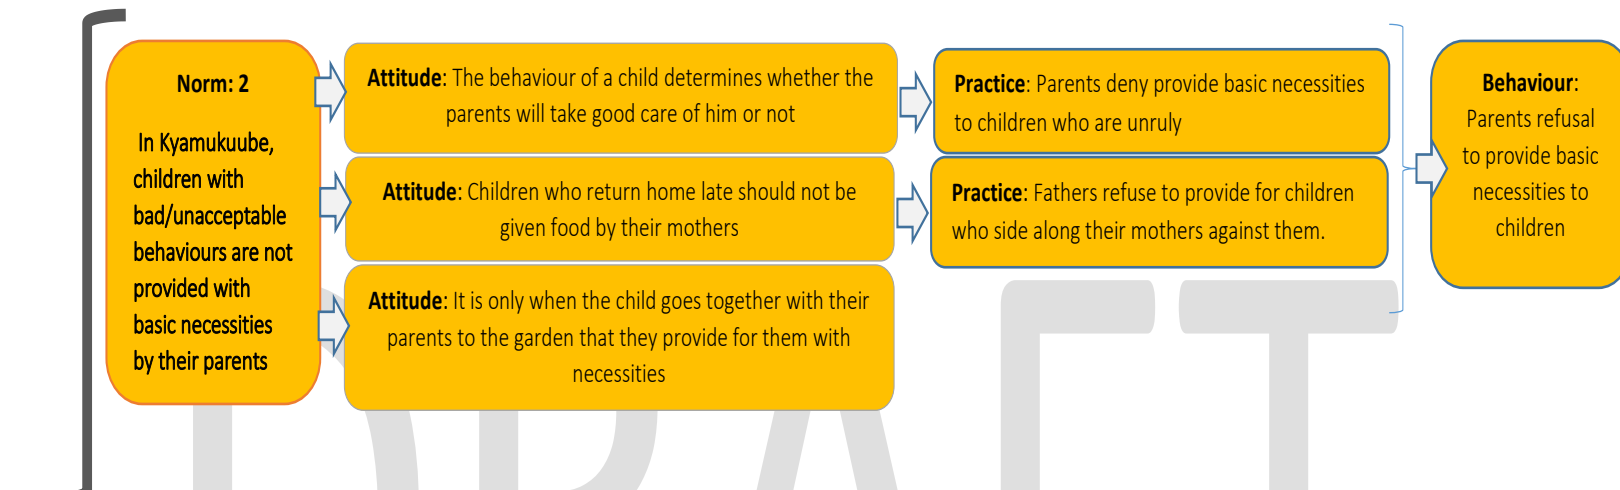 Norm: 2
In Kyamukuube,
children with
bad/unacceptable
behaviours are not
provided with
basic necessities
by their parents
Attitude: The behaviour of a child determines whether the
parents will take good care of him or not
Practice: Parents deny provide basic necessities
to children who are unruly
Attitude: Children who return home late should not be
given food by their mothers
Practice: Fathers refuse to provide for children
who side along their mothers against them.
Attitude: It is only when the child goes together with their
parents to the garden that they provide for them with
necessities
Behaviour:
Parents refusal
to provide basic
necessities to
children
DRAFT